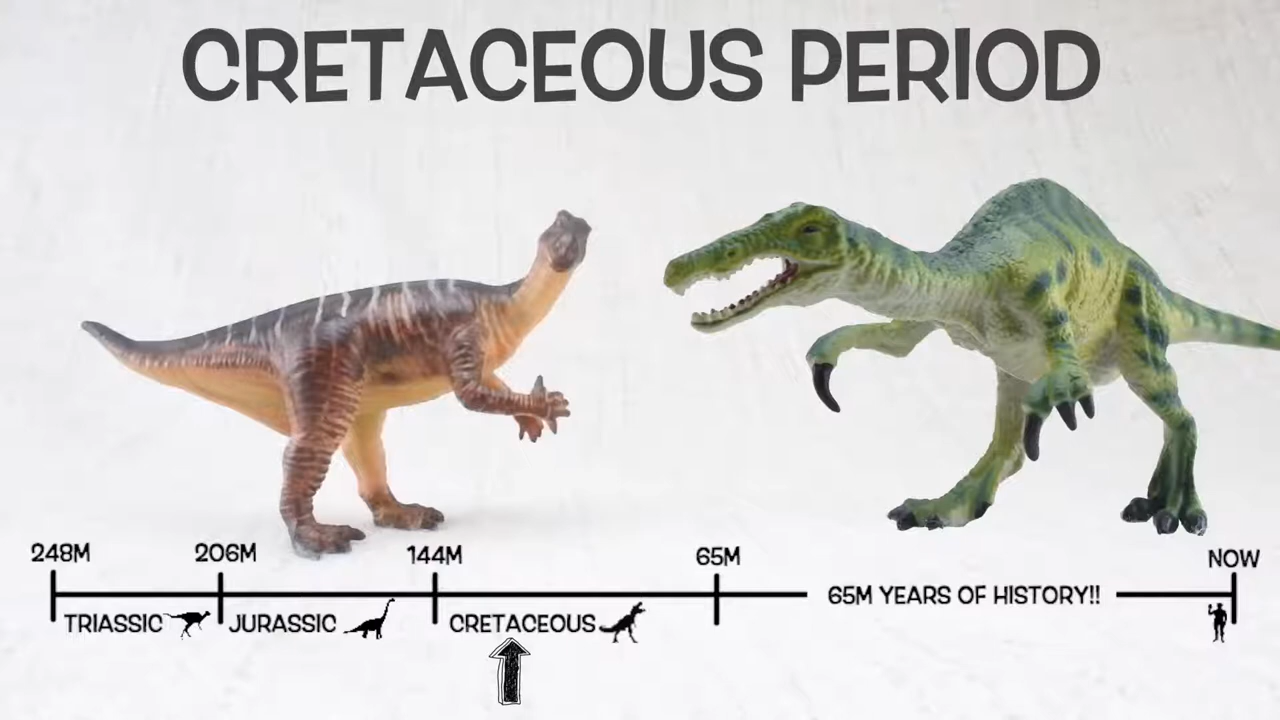 CRETACEOUS PERIOD
248M 206M 144M 65M NOW
65M YEARS OF HISTORY!!
TRIASSIC JURASSIC CRETACEOUS